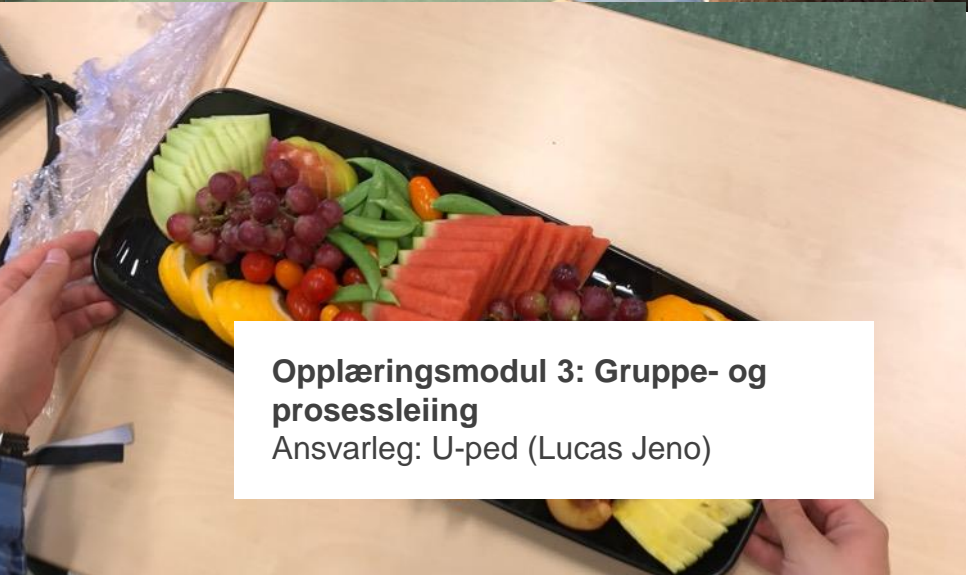 Opplæringsmodul 3: Gruppe- og
prosessleiing
Ansvarleg: U-ped (Lucas Jeno)